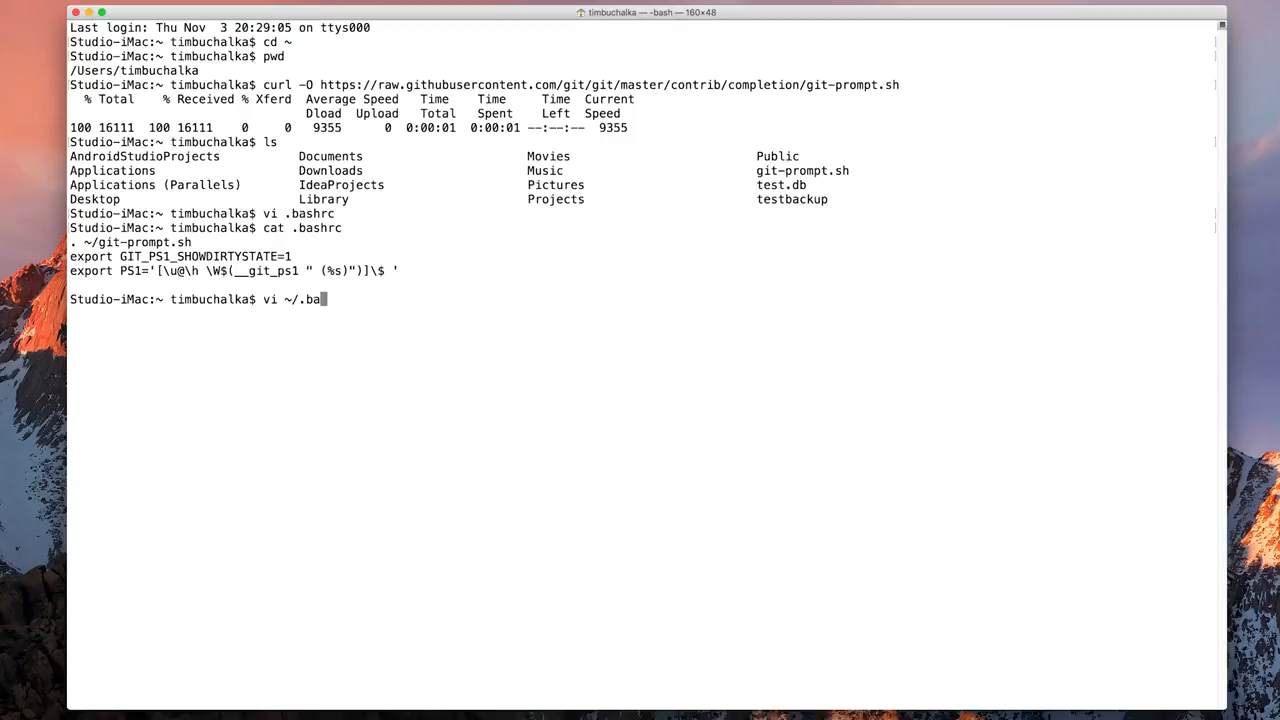 timbuchalka — -bash — 160×48
Last login: Thu Nov  3 20:29:05 on ttys000
Studio-iMac:~ timbuchalka$ cd ~
Studio-iMac:~ timbuchalka$ pwd
/Users/timbuchalka
Studio-iMac:~ timbuchalka$ curl -O https://raw.githubusercontent.com/git/git/master/contrib/completion/git-prompt.sh
  % Total    % Received % Xferd  Average Speed   Time    Time     Time  Current
                                 Dload  Upload   Total   Spent    Left  Speed
100 16111  100 16111    0     0   9355      0  0:00:01  0:00:01 --:--:--  9355
Studio-iMac:~ timbuchalka$ ls
AndroidStudioProjects           Documents                       Movies                          Public
Applications                    Downloads                       Music                           git-prompt.sh
Applications (Parallels)        IdeaProjects                    Pictures                        test.db
Desktop                         Library                         Projects                        testbackup
Studio-iMac:~ timbuchalka$ vi .bashrc
Studio-iMac:~ timbuchalka$ cat .bashrc
. ~/git-prompt.sh
export GIT_PS1_SHOWDIRTYSTATE=1
export PS1='[\u@\h \W$(__git_ps1 " (%s)")]\$ '
Studio-iMac:~ timbuchalka$ vi ~/.ba